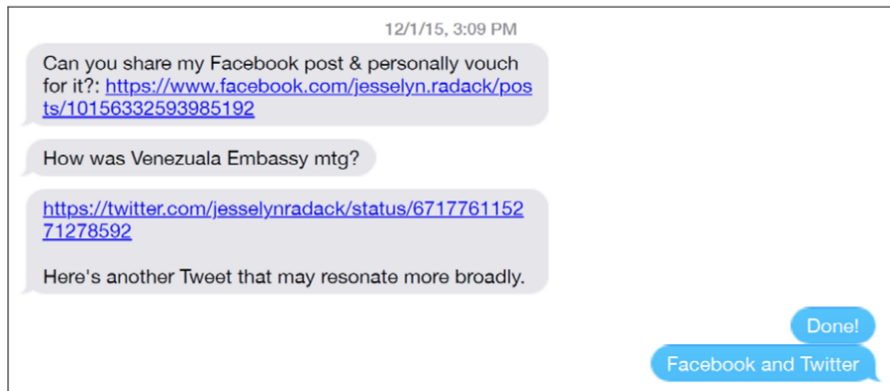 12/1/15, 3:09 PM
Can you share my Facebook post & personally vouch
for it?: https://www.facebook.com/jesselyn.radack/pos
ts/10156332593985192
How was Venezuala Embassy mtg?
https://twitter.com/jesselynradack/status/6717761152
71278592
Here's another Tweet that may resonate more broadly.
Done!
Facebook and Twitter